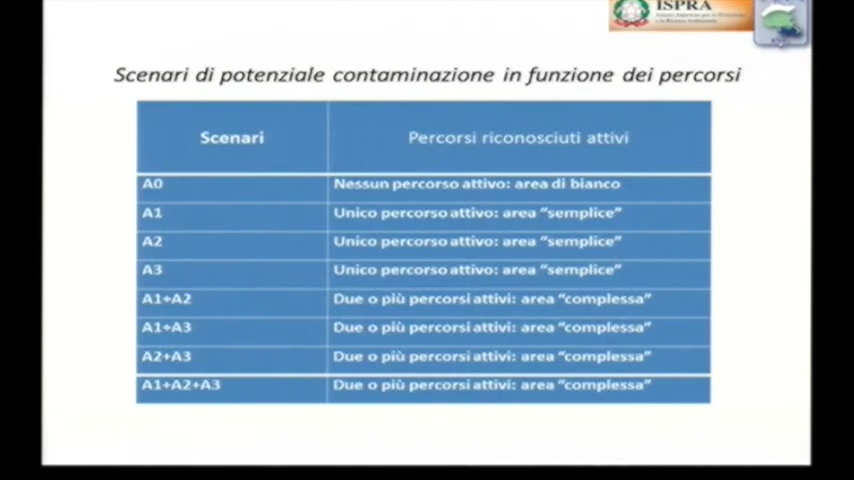 ISPRA
Scenari di potenziale contaminazione in funzione dei percorsi
Scenari Percorsi riconosciuti attivi
A0 Nessun percorso attivo: area di bianco
A1 Unico percorso attivo: area “semplice”
A2 Unico percorso attivo: area “semplice”
A3 Unico percorso attivo: area “semplice”
A1+A2 Due o più percorsi attivi: area “complessa”
A1+A3 Due o più percorsi attivi: area “complessa”
A2+A3 Due o più percorsi attivi: area “complessa”
A1+A2+A3 Due o più percorsi attivi: area “complessa”